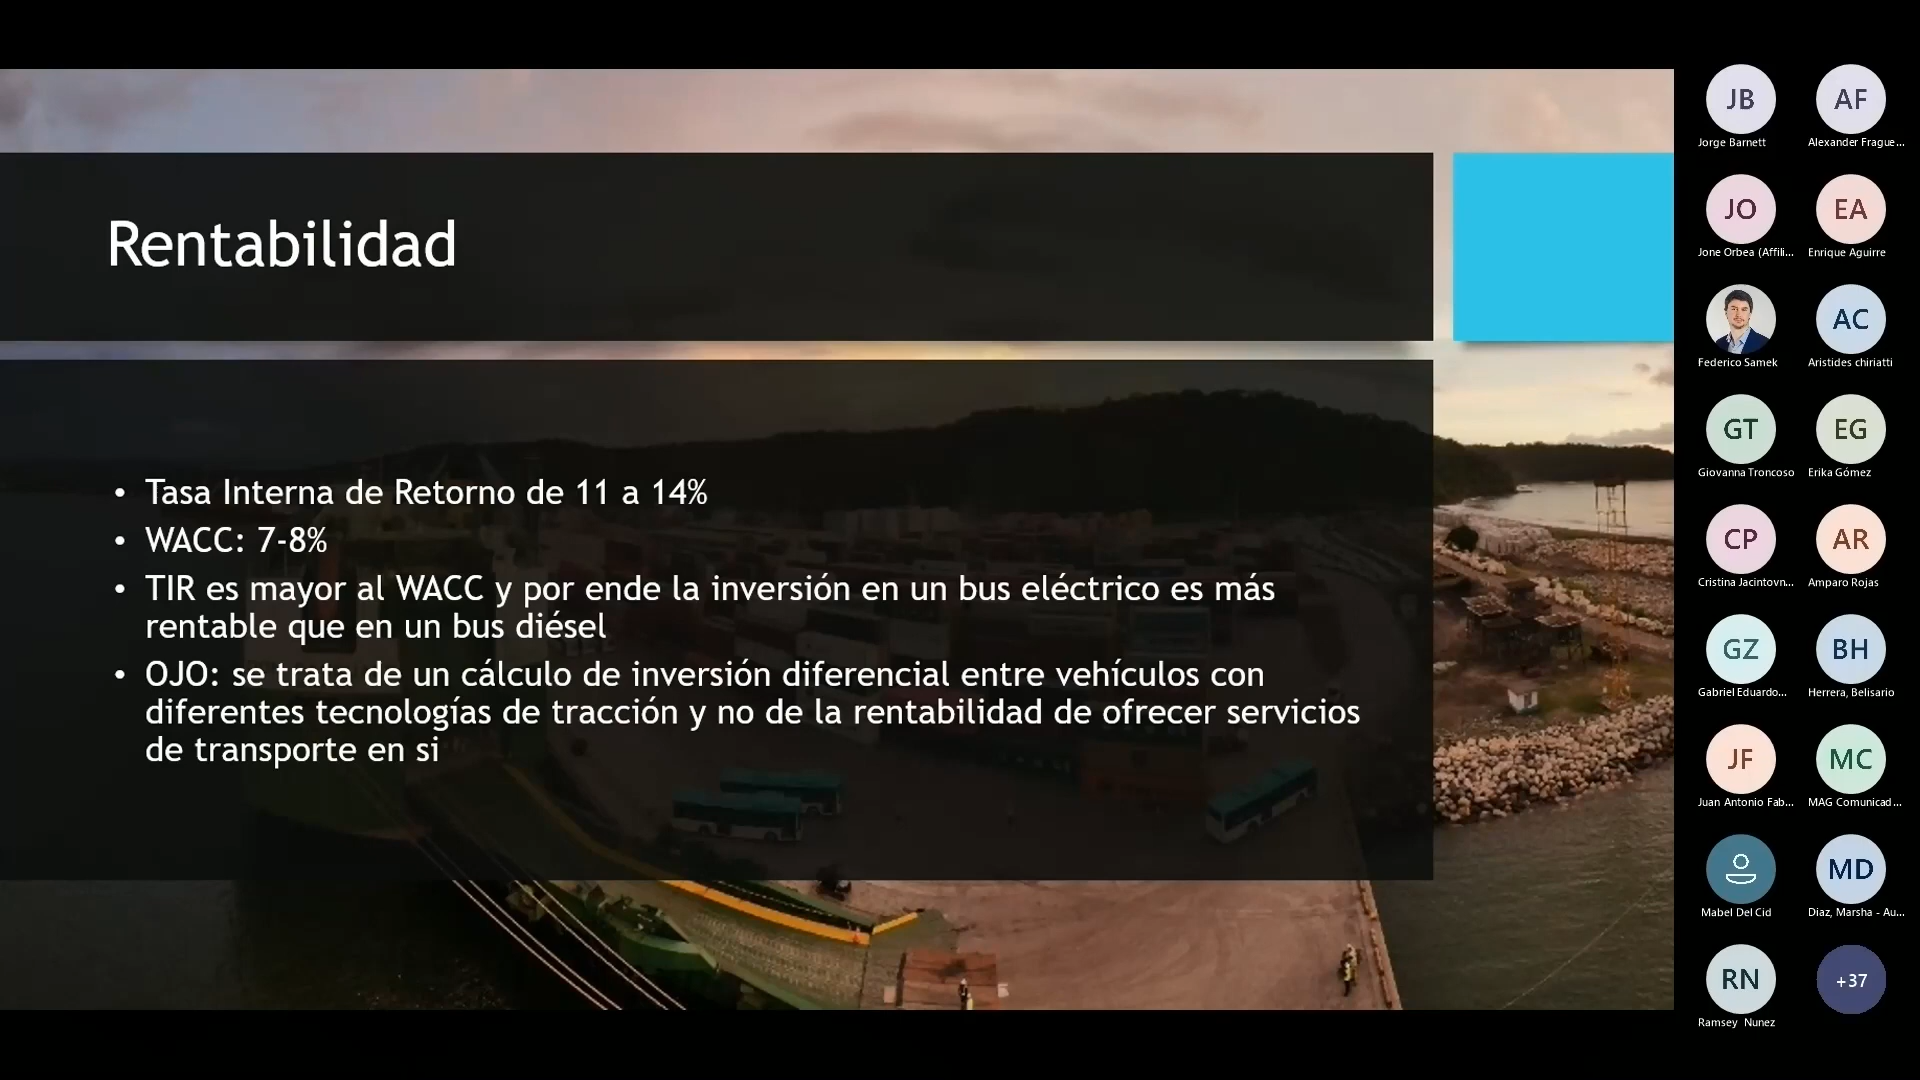 Rentabilidad
• Tasa Interna de Retorno de 11 a 14%
• WACC: 7-8%
• TIR es mayor al WACC y por ende la inversión en un bus eléctrico es más
rentable que en un bus diésel
• OJO: se trata de un cálculo de inversión diferencial entre vehículos con
diferentes tecnologías de tracción y no de la rentabilidad de ofrecer servicios
de transporte en si
JB AF
Jorge Barnett Alexander Frague...
JO EA
Jone Orbea (Affili... Enrique Aguirre
AC
Federico Samek Aristides chiriatti
GT EG
Giovanna Troncoso Erika Gómez
CP AR
Cristina Jacintovn... Amparo Rojas
GZ BH
Gabriel Eduardo... Herrera, Belisario
JF MC
Juan Antonio Fab... MAG Comunicad...
MD
Mabel Del Cid Diaz, Marsha - Au...
RN +37
Ramsey Nunez